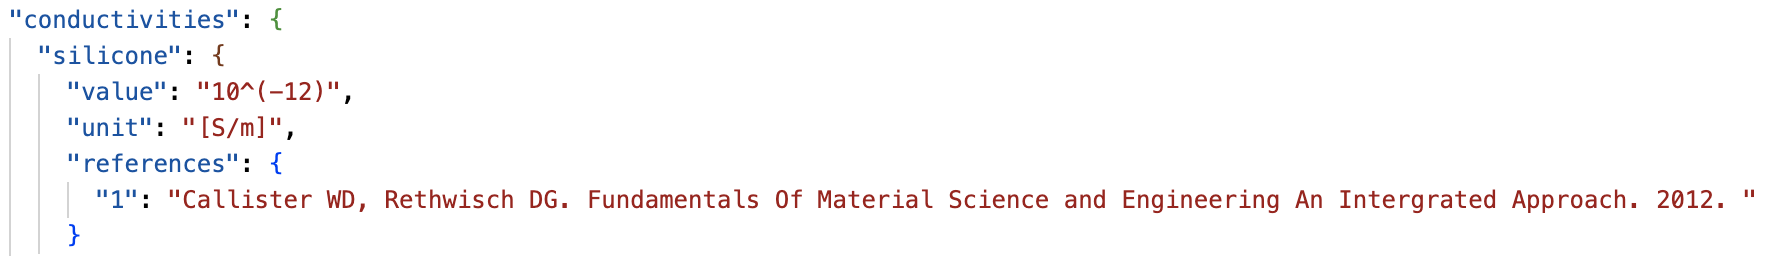 "conductivities": {
"silicone": {
"value": "10^(-12)",
"unit": "[S/m]",
"references": {
"1": "Callister WD, Rethwisch DG. Fundamentals Of Material Science and Engineering An Intergrated Approach. 2012. "
}